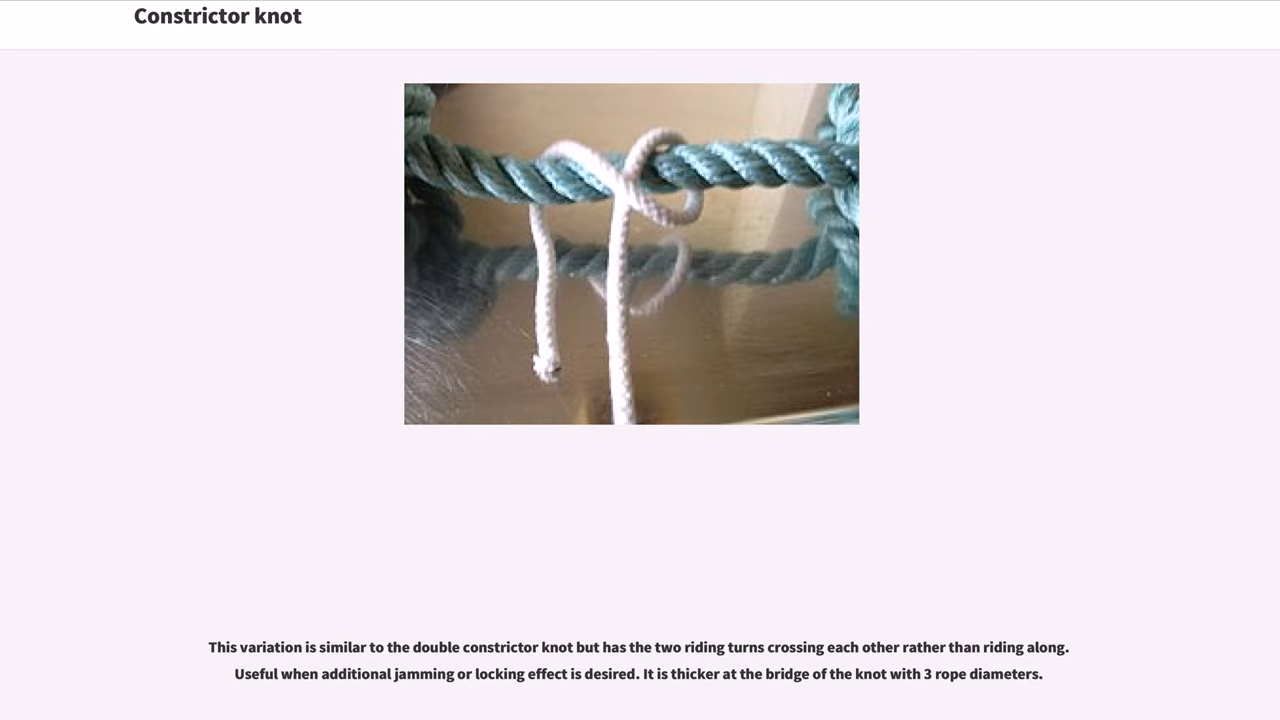 Constrictor knot
This variation is similar to the double constrictor knot but has the two riding turns crossing each other rather than riding along.
Useful when additional jamming or locking effect is desired. It is thicker at the bridge of the knot with 3 rope diameters.